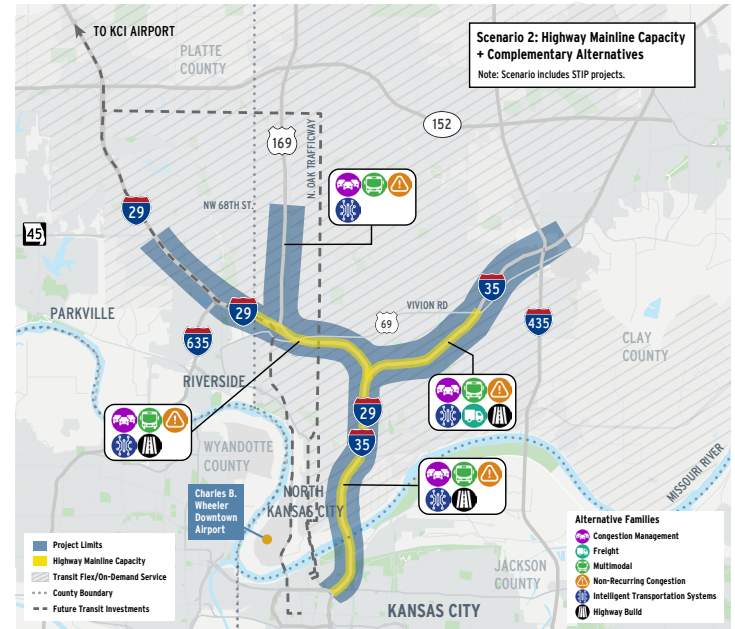 TO KCI AIRPORT
PLATTE
COUNTY
Scenario 2: Highway Mainline Capacity
+ Complementary Alternatives
Note: Scenario includes STIP projects.
169
N. OAK TRAFFICWAY
152
NW 68TH ST.
29
45
35
VIVION RD
29
69
435
PARKVILLE
635
CLAY
COUNTY
RIVERSIDE
29
35
WYANDOTTE
COUNTY
MISSOURI RIVER
NORTH
KANSAS CITY
Charles B.
Wheeler
Downtown
Airport
JACKSON
COUNTY
KANSAS CITY
Project Limits
Highway Mainline Capacity
Transit Flex/On-Demand Service
County Boundary
Future Transit Investments
Alternative Families
Congestion Management
Freight
Multimodal
Non-Recurring Congestion
Intelligent Transportation Systems
Highway Build